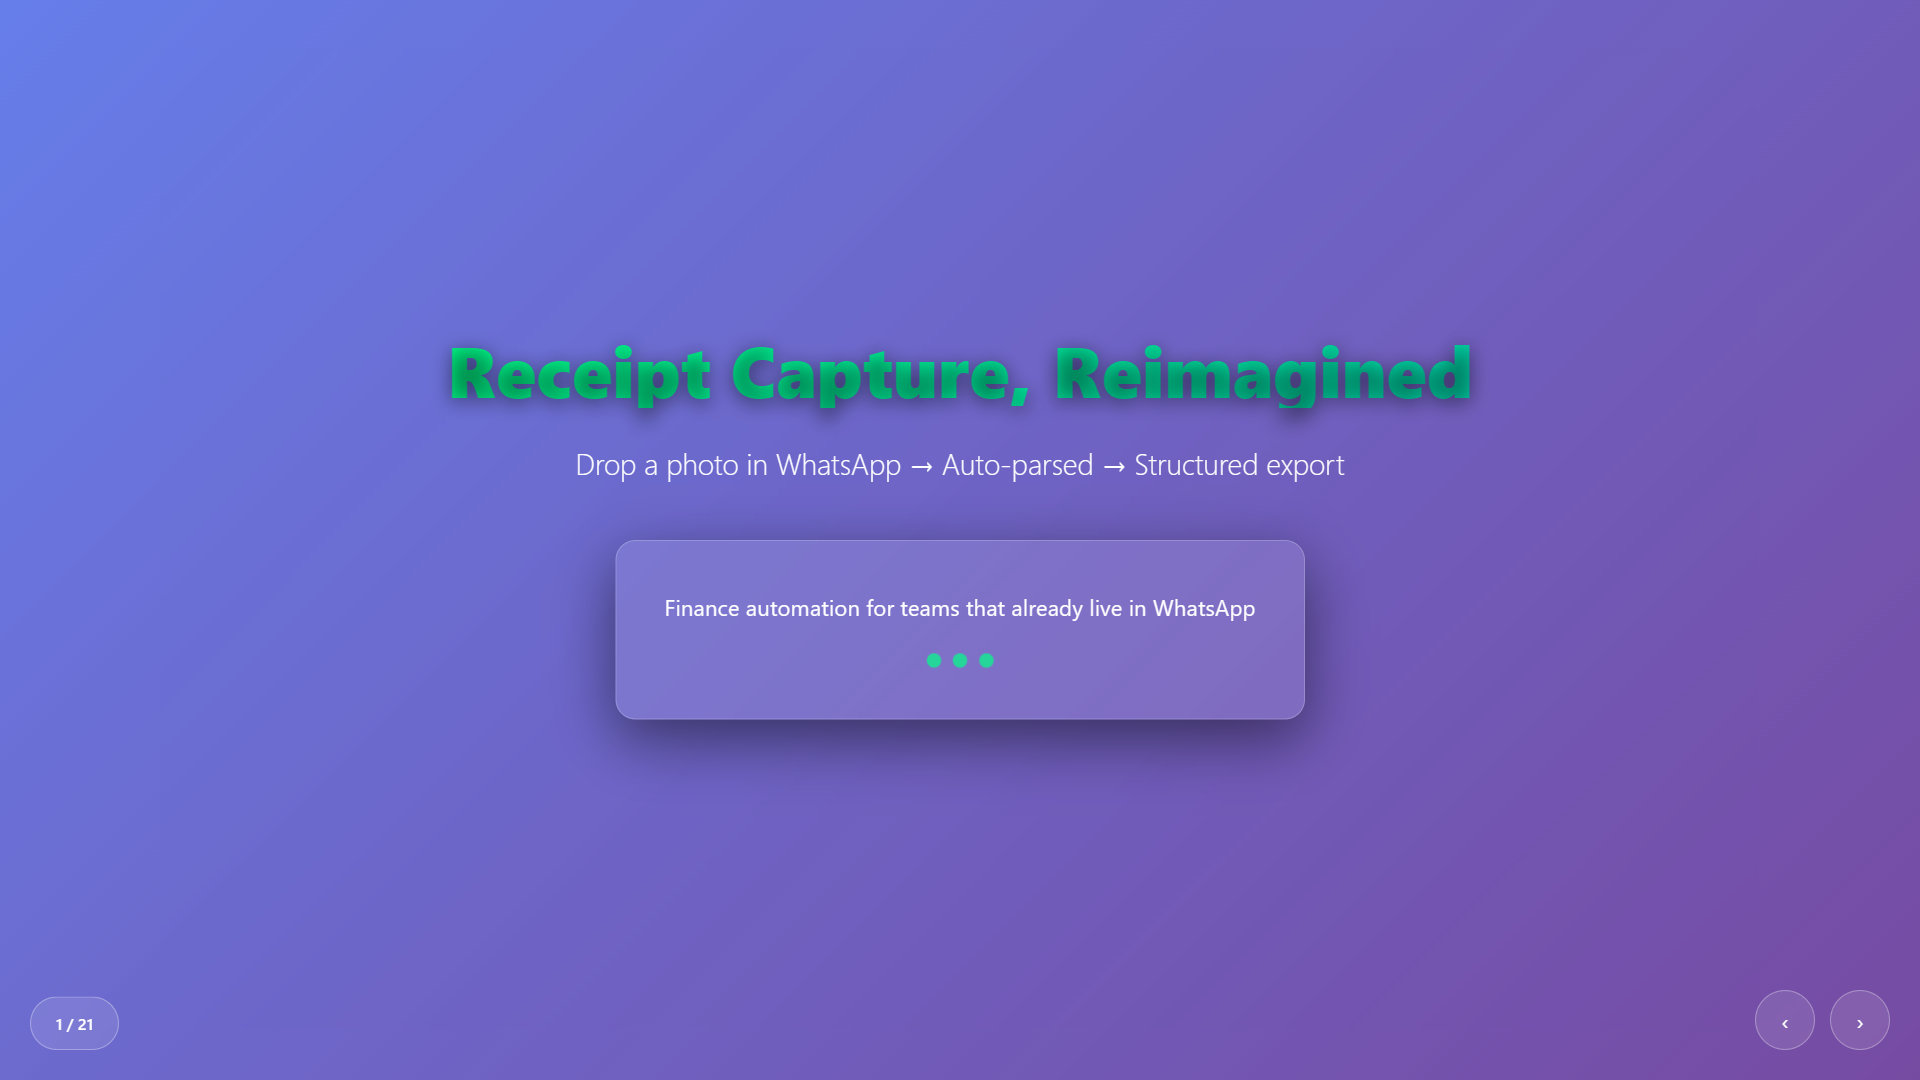 Receipt Capture, Reimagined
Drop a photo in WhatsApp → Auto-parsed → Structured export
Finance automation for teams that already live in WhatsApp
1 / 21
‹ ›